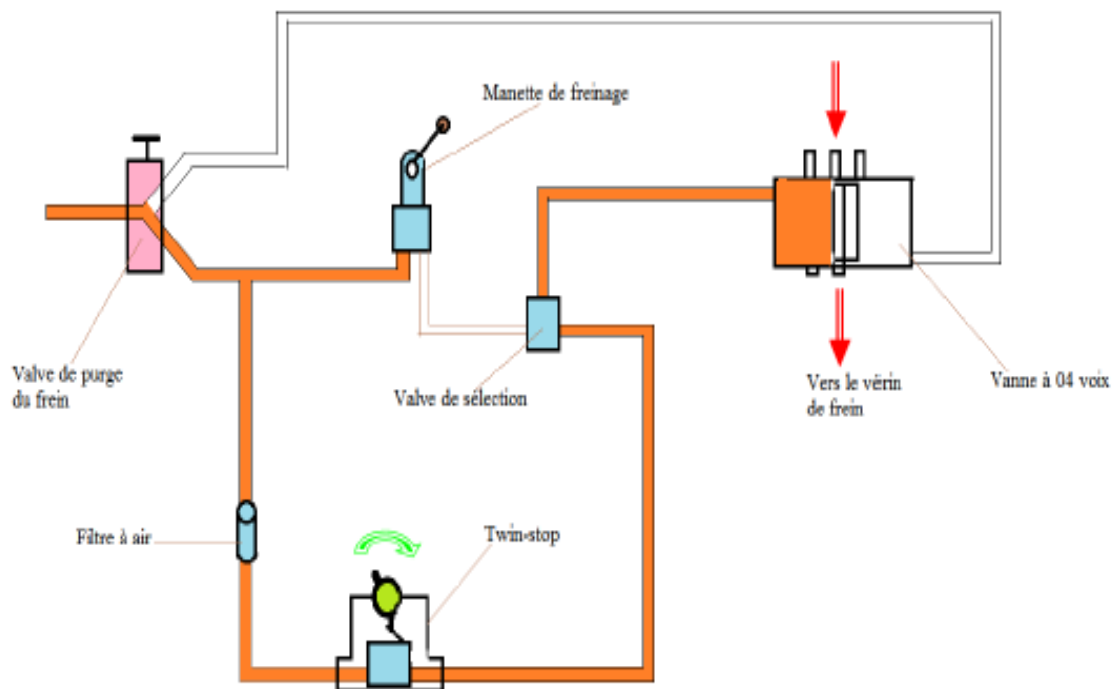 Manette de freinage
Valve de purge
du frein
Valve de sélection
Vers le vérin
de frein
Vanne à 04 voix
Filtre à air
Twin-stop